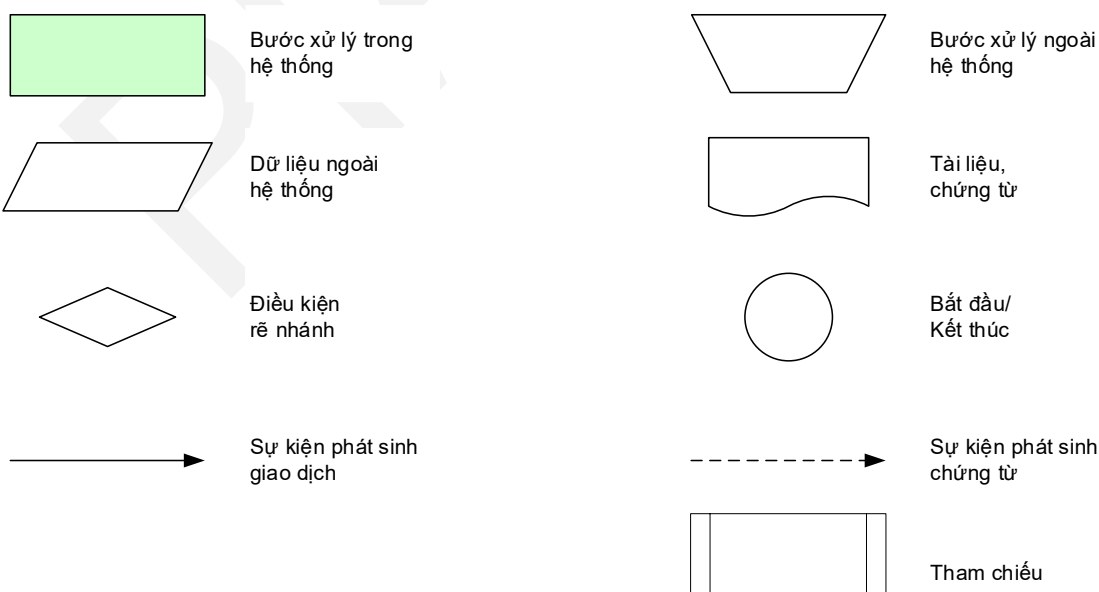 Bước xử lý trong
hệ thống
Bước xử lý ngoài
hệ thống
Dữ liệu ngoài
hệ thống
Tài liệu,
chứng từ
Điều kiện
rẽ nhánh
Bắt đầu/
Kết thúc
Sự kiện phát sinh
giao dịch
Sự kiện phát sinh
chứng từ
Tham chiếu